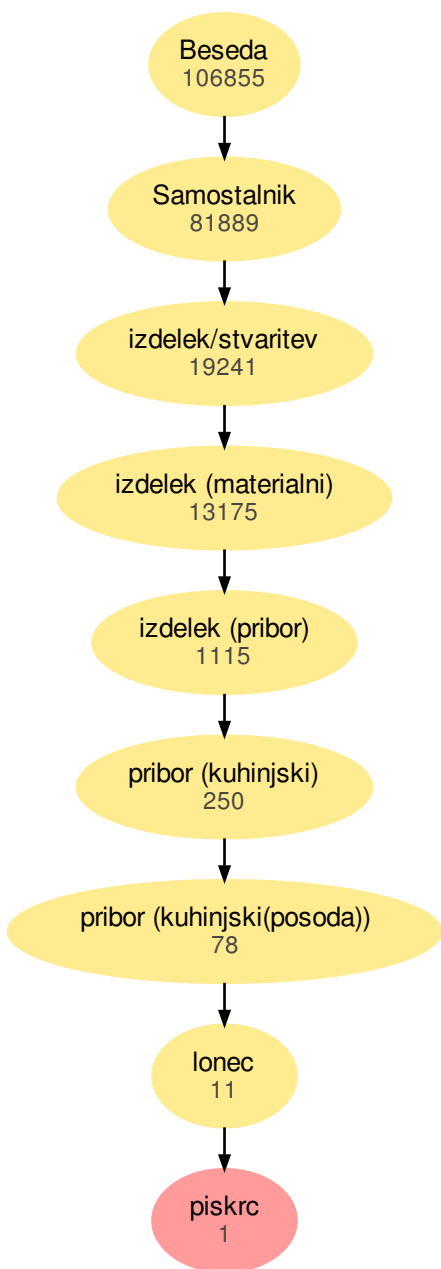 Beseda
106855
Samostalnik
81889
izdelek/stvaritev
19241
izdelek (materialni)
13175
izdelek (pribor)
1115
pribor (kuhinjski)
250
pribor (kuhinjski(posoda))
78
lonec
11
piskrc
1